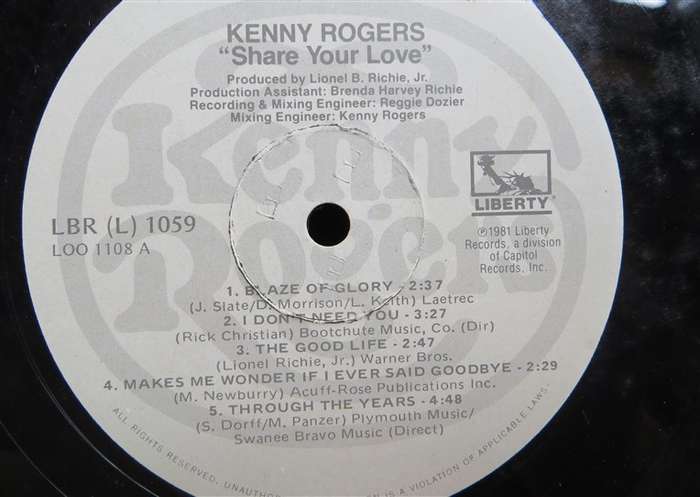 KENNY ROGERS
"Share Your Love"
Produced by Lionel B. Richie, Jr.
Production Assistant: Brenda Harvey Richie
Recording & Mixing Engineer: Reggie Dozier
Mixing Engineer: Kenny Rogers
Kenny
Rogers
LBR (L) 1059
LOO 1108 A
LIBERTY
℗1981 Liberty
Records, a division
of Capitol
Records, Inc.
1. BLAZE OF GLORY - 2:37
(J. Slate/D. Morrison/L. Keith) Laetrec
2. I DON'T NEED YOU - 3:27
(Rick Christian) Bootchute Music, Co. (Dir)
3. THE GOOD LIFE - 2:47
(Lionel Richie, Jr.) Warner Bros.
4. MAKES ME WONDER IF I EVER SAID GOODBYE - 2:29
(M. Newburry) Acuff-Rose Publications Inc.
5. THROUGH THE YEARS - 4:48
(S. Dorff/M. Panzer) Plymouth Music/
Swanee Bravo Music (Direct)
ALL RIGHTS RESERVED. UNAUTHOR IS A VIOLATION OF APPLICABLE LAWS